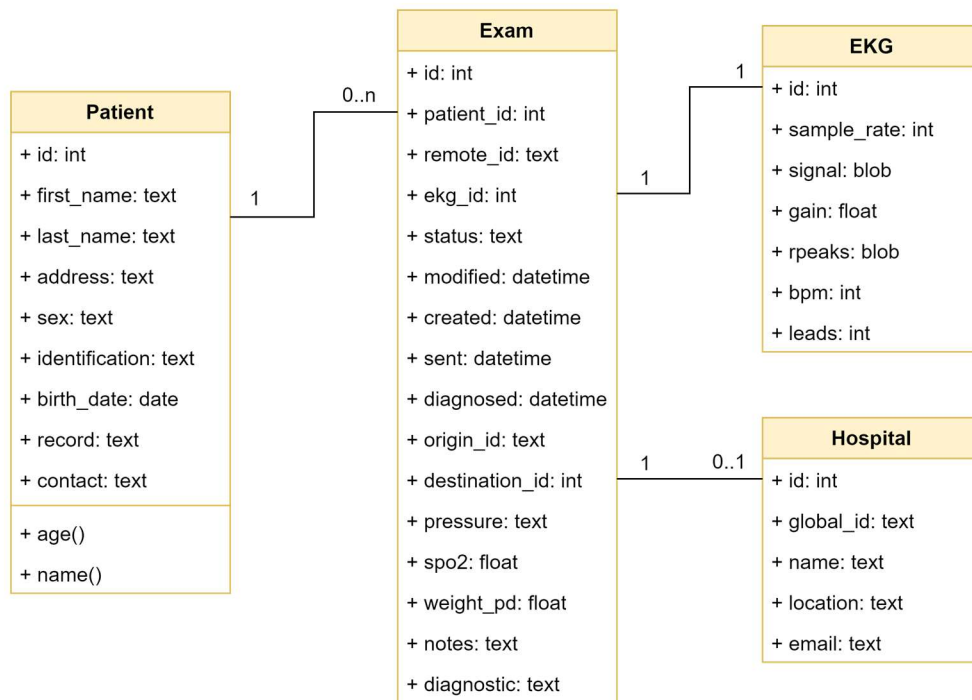 Patient
+ id: int
+ first_name: text
+ last_name: text
+ address: text
+ sex: text
+ identification: text
+ birth_date: date
+ record: text
+ contact: text
+ age()
+ name()
1
0..n
Exam
+ id: int
+ patient_id: int
+ remote_id: text
+ ekg_id: int
+ status: text
+ modified: datetime
+ created: datetime
+ sent: datetime
+ diagnosed: datetime
+ origin_id: text
+ destination_id: int
+ pressure: text
+ spo2: float
+ weight_pd: float
+ notes: text
+ diagnostic: text
1
1
EKG
+ id: int
+ sample_rate: int
+ signal: blob
+ gain: float
+ rpeaks: blob
+ bpm: int
+ leads: int
1
0..1
Hospital
+ id: int
+ global_id: text
+ name: text
+ location: text
+ email: text